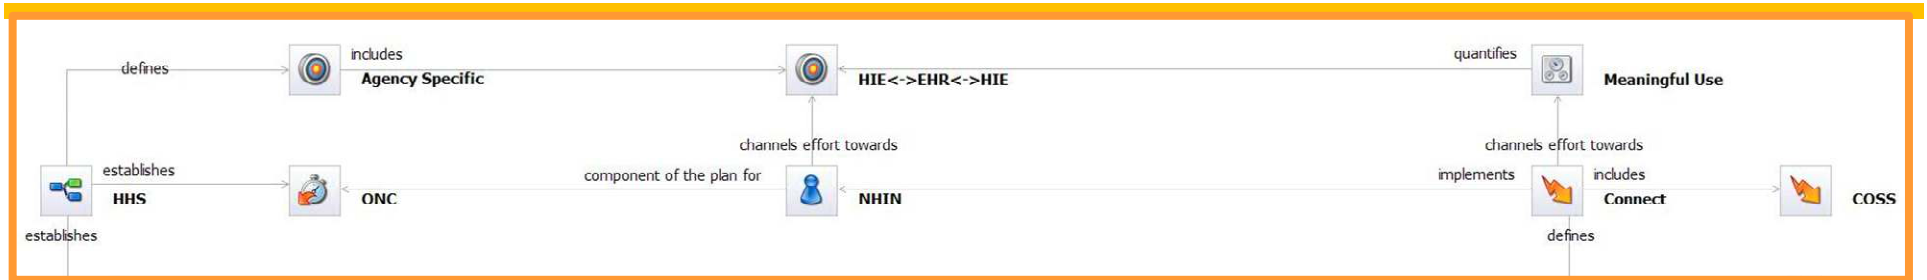 includes
quantifies
defines
Agency Specific
HIE<->EHR<->HIE
Meaningful Use
channels effort towards
channels effort towards
establishes
component of the plan for
implements
includes
HHS
ONC
NHIN
Connect
COSS
establishes
defines